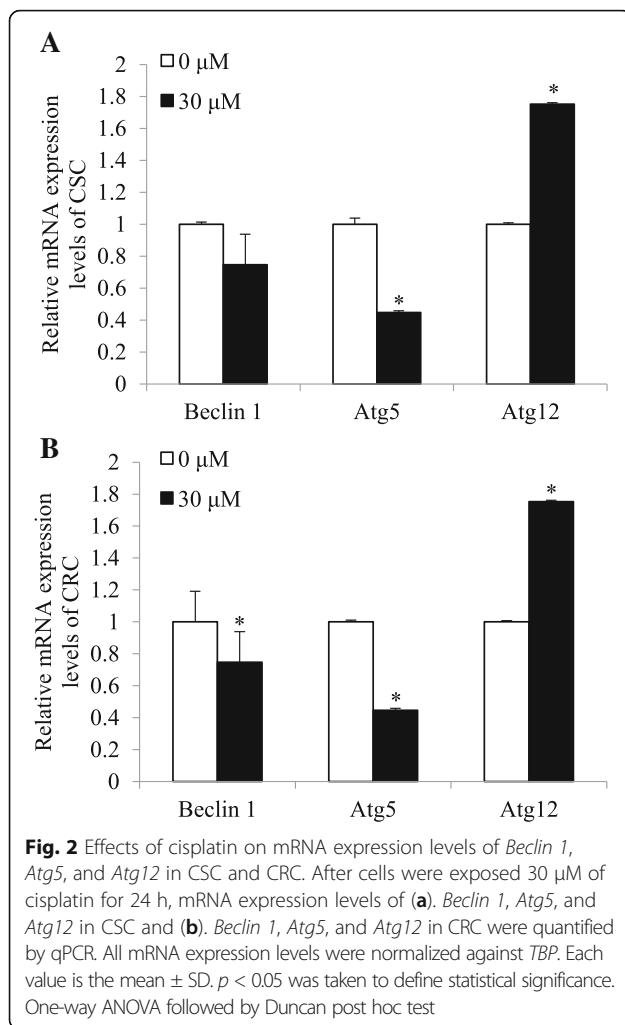 A
0 μM
30 μM
Relative mRNA expression
levels of CSC
2
1.8
1.6
1.4
1.2
1
0.8
0.6
0.4
0.2
0
*
*
Beclin 1
Atg5
Atg12
B
0 μM
30 μM
Relative mRNA expression
levels of CRC
2
1.8
1.6
1.4
1.2
1
0.8
0.6
0.4
0.2
0
*
*
*
Beclin 1
Atg5
Atg12
Fig. 2 Effects of cisplatin on mRNA expression levels of Beclin 1,
Atg5, and Atg12 in CSC and CRC. After cells were exposed 30 μM of
cisplatin for 24 h, mRNA expression levels of (a). Beclin 1, Atg5, and
Atg12 in CSC and (b). Beclin 1, Atg5, and Atg12 in CRC were quantified
by qPCR. All mRNA expression levels were normalized against TBP. Each
value is the mean ± SD. p < 0.05 was taken to define statistical significance.
One-way ANOVA followed by Duncan post hoc test